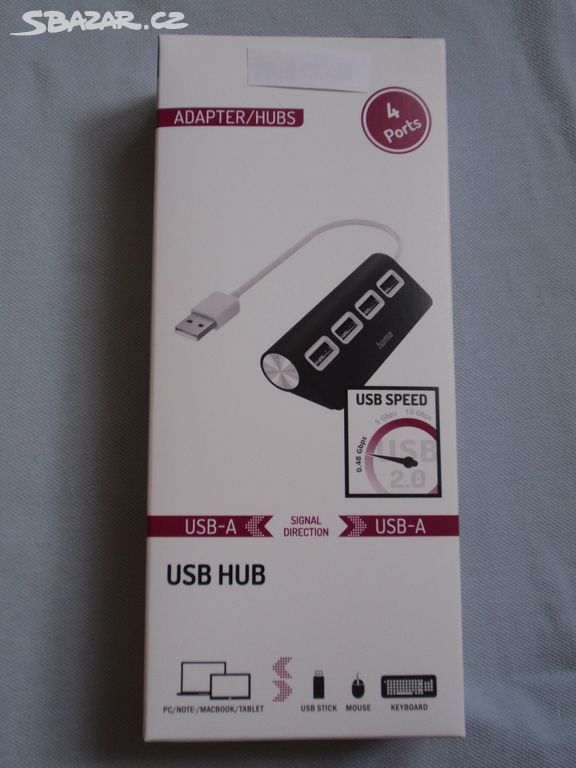 SBAZAR.CZ
ADAPTER/HUBS
4
Ports
hama
USB SPEED
5 Gbps 10 Gbps
0.48 Gbps
USB
2.0
USB-A SIGNAL DIRECTION USB-A
USB HUB
PC/NOTE-/MACBOOK/TABLET USB STICK MOUSE KEYBOARD